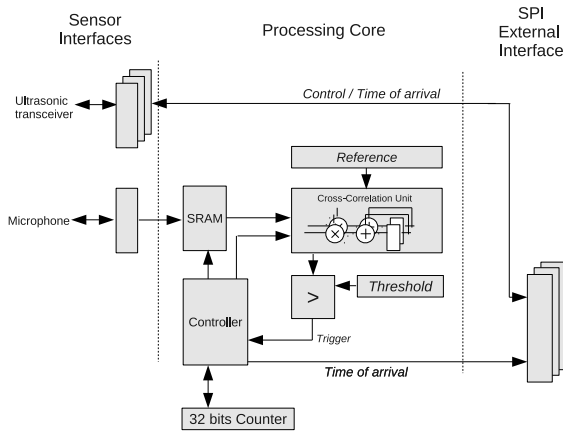 Sensor
Interfaces
Processing Core
SPI
External
Interface
Control / Time of arrival
Ultrasonic
transceiver
Reference
Cross-Correlation Unit
Microphone
SRAM
×
+
>
Threshold
Controller
Trigger
Time of arrival
32 bits Counter